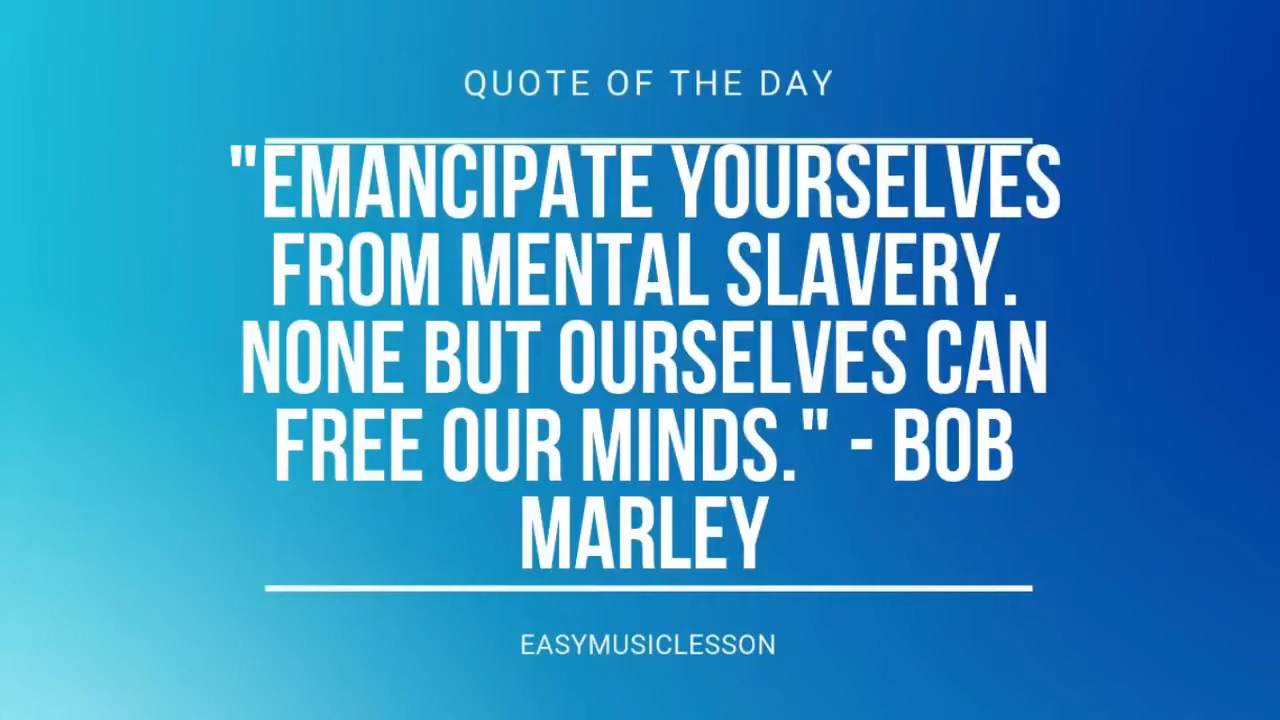 QUOTE OF THE DAY
"EMANCIPATE YOURSELVES
FROM MENTAL SLAVERY.
NONE BUT OURSELVES CAN
FREE OUR MINDS." - BOB
MARLEY
EASYMUSICLESSON